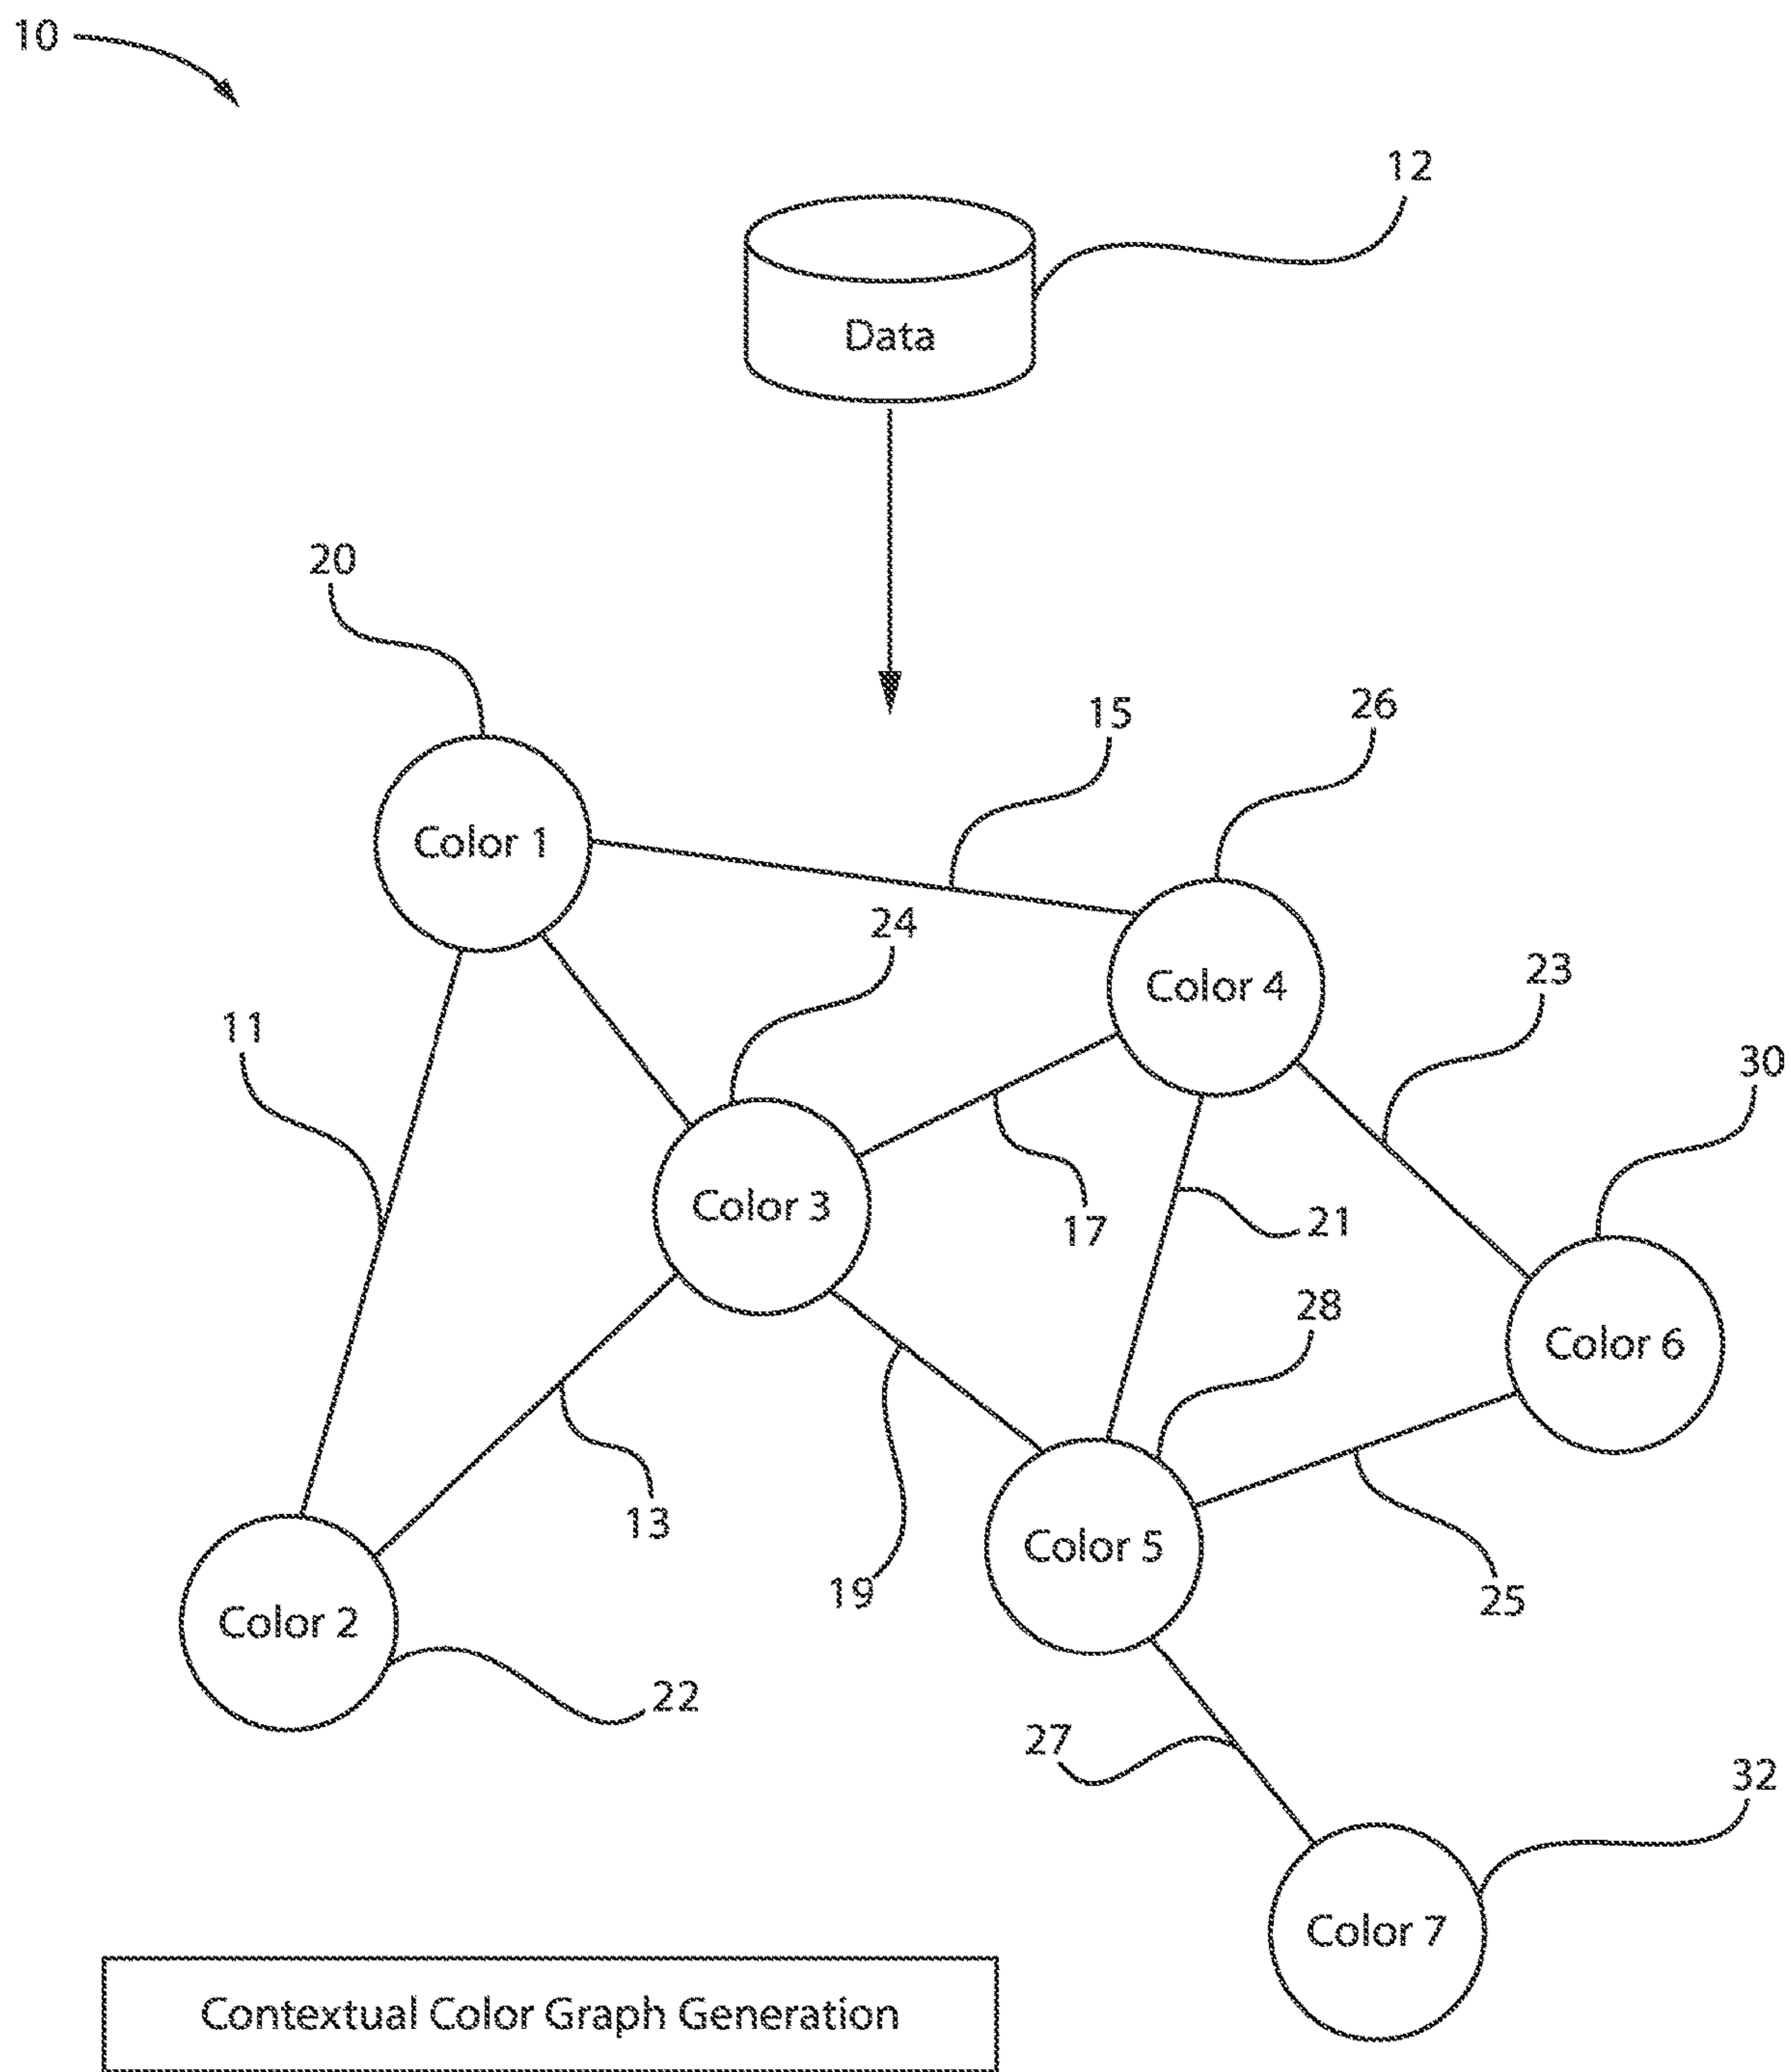 10
12
Data
20
15
26
Color 1
24
Color 4
23
11
30
Color 3
17
21
28
Color 6
13
Color 5
19
25
Color 2
22
27
32
Color 7
Contextual Color Graph Generation